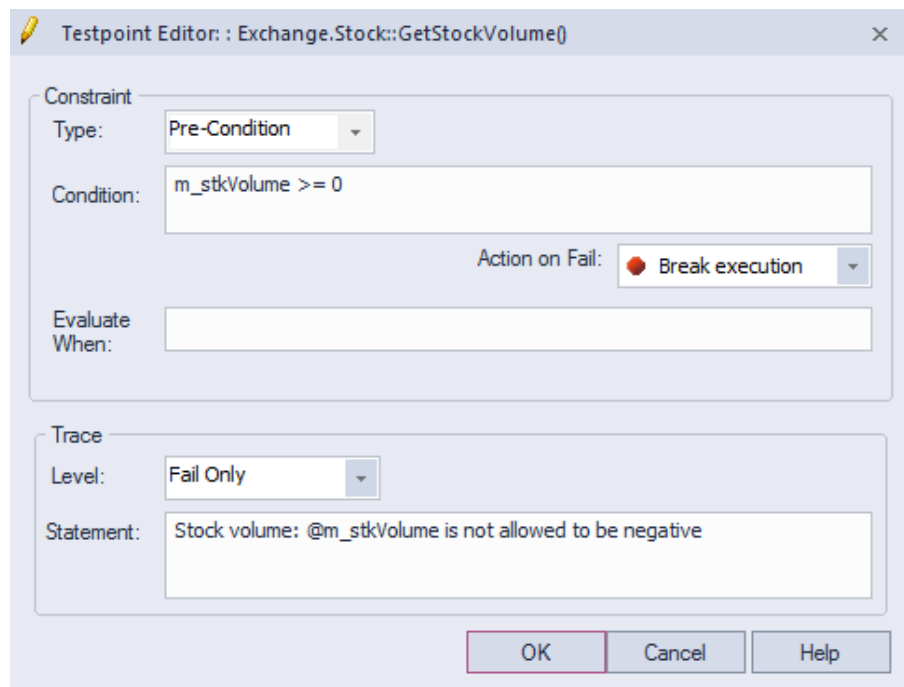 Testpoint Editor: : Exchange.Stock::GetStockVolume()
Constraint
Type: Pre-Condition
Condition: m_stkVolume >= 0
Action on Fail: Break execution
Evaluate
When:
Trace
Level: Fail Only
Statement: Stock volume: @m_stkVolume is not allowed to be negative
OK Cancel Help